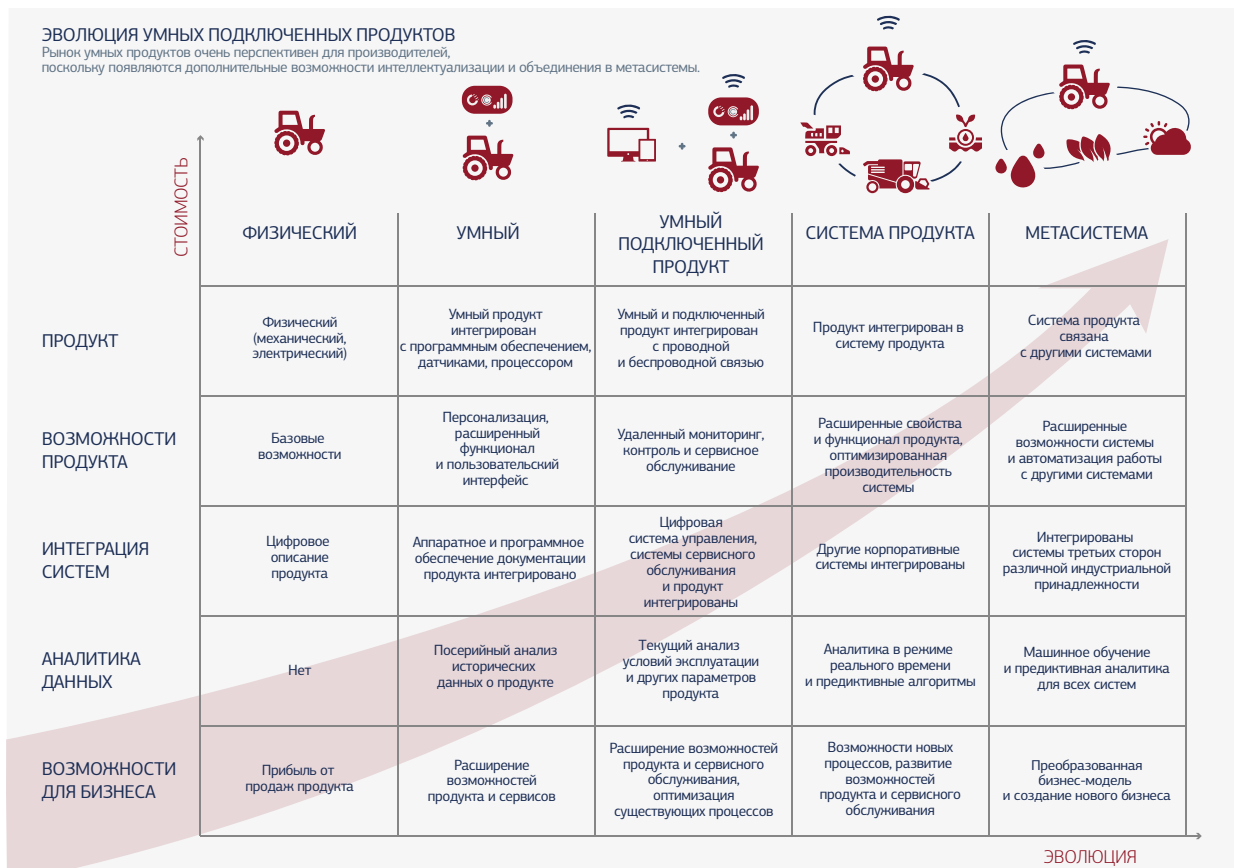 ЭВОЛЮЦИЯ УМНЫХ ПОДКЛЮЧЕННЫХ ПРОДУКТОВ
Рынок умных продуктов очень перспективен для производителей,
поскольку появляются дополнительные возможности интеллектуализации и объединения в метасистемы.
СТОИМОСТЬ
ФИЗИЧЕСКИЙ
УМНЫЙ
УМНЫЙ
ПОДКЛЮЧЕННЫЙ
ПРОДУКТ
СИСТЕМА ПРОДУКТА
МЕТАСИСТЕМА
ПРОДУКТ
Физический
(механический,
электрический)
Умный продукт
интегрирован
с программным обеспечением,
датчиками, процессором
Умный и подключенный
продукт интегрирован
с проводной
и беспроводной связью
Продукт интегрирован в
систему продукта
Система продукта
связана
с другими системами
ВОЗМОЖНОСТИ
ПРОДУКТА
Базовые
возможности
Персонализация,
расширенный
функционал
и пользовательский
интерфейс
Удаленный мониторинг,
контроль и сервисное
обслуживание
Расширенные свойства
и функционал продукта,
оптимизированная
производительность
системы
Расширенные
возможности системы
и автоматизация работы
с другими системами
ИНТЕГРАЦИЯ
СИСТЕМ
Цифровое
описание
продукта
Аппаратное и программное
обеспечение документации
продукта интегрировано
Цифровая
система управления,
системы сервисного
обслуживания
и продукт
интегрированы
Другие корпоративные
системы интегрированы
Интегрированы
системы третьих сторон
различной индустриальной
принадлежности
АНАЛИТИКА
ДАННЫХ
Нет
Посерийный анализ
исторических
данных о продукте
Текущий анализ
условий эксплуатации
и других параметров
продукта
Аналитика в режиме
реального времени
и предиктивные алгоритмы
Машинное обучение
и предиктивная аналитика
для всех систем
ВОЗМОЖНОСТИ
ДЛЯ БИЗНЕСА
Прибыль от
продаж продукта
Расширение
возможностей
продукта и сервисов
Расширение возможностей
продукта и сервисного
обслуживания,
оптимизация
существующих процессов
Возможности новых
процессов, развитие
возможностей
продукта и сервисного
обслуживания
Преобразованная
бизнес-модель
и создание нового бизнеса
ЭВОЛЮЦИЯ